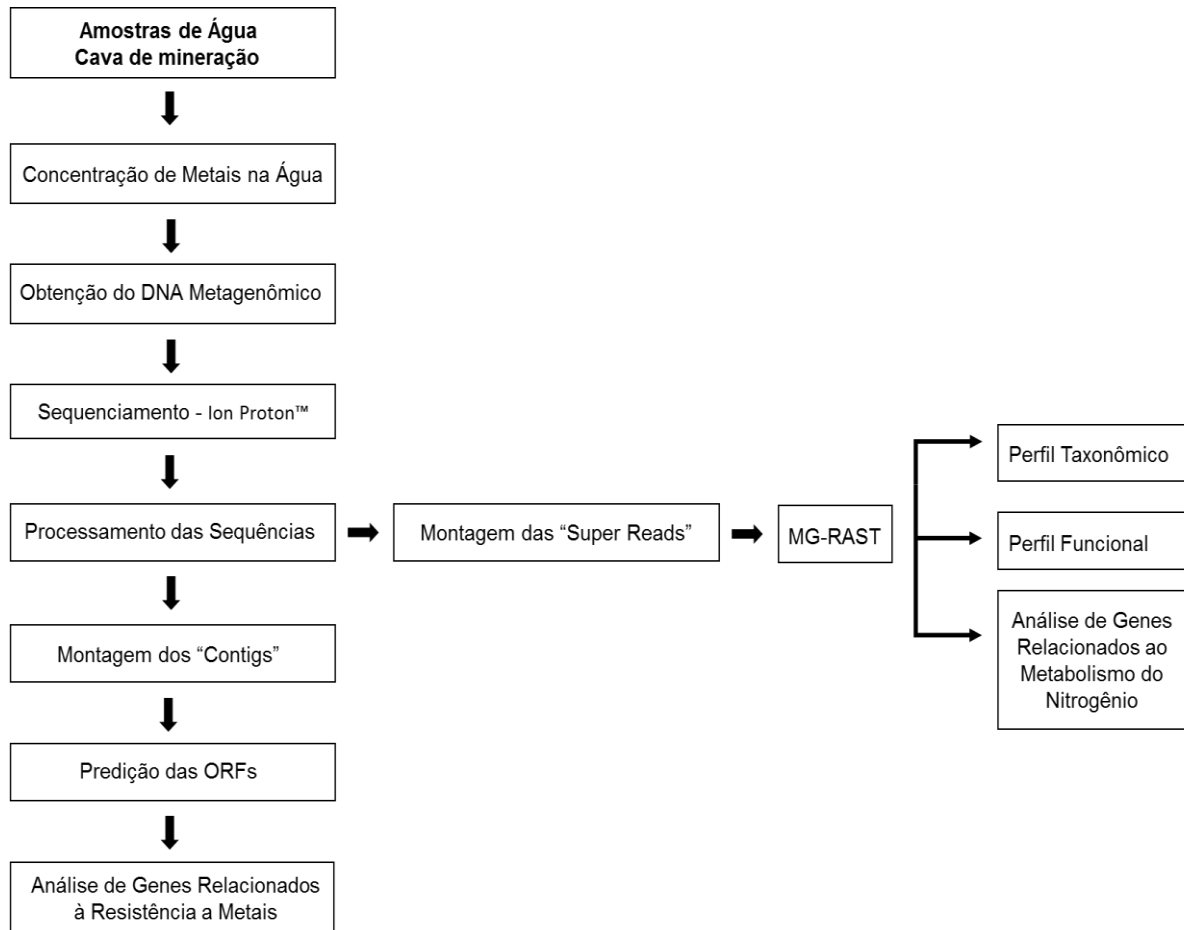 Amostras de Água
Cava de mineração
Concentração de Metais na Água
Obtenção do DNA Metagenômico
Sequenciamento - Ion Proton™
Processamento das Sequências
Montagem das “Super Reads”
MG-RAST
Perfil Taxonômico
Perfil Funcional
Análise de Genes
Relacionados ao
Metabolismo do
Nitrogênio
Montagem dos “Contigs”
Predição das ORFs
Análise de Genes Relacionados
à Resistência a Metais